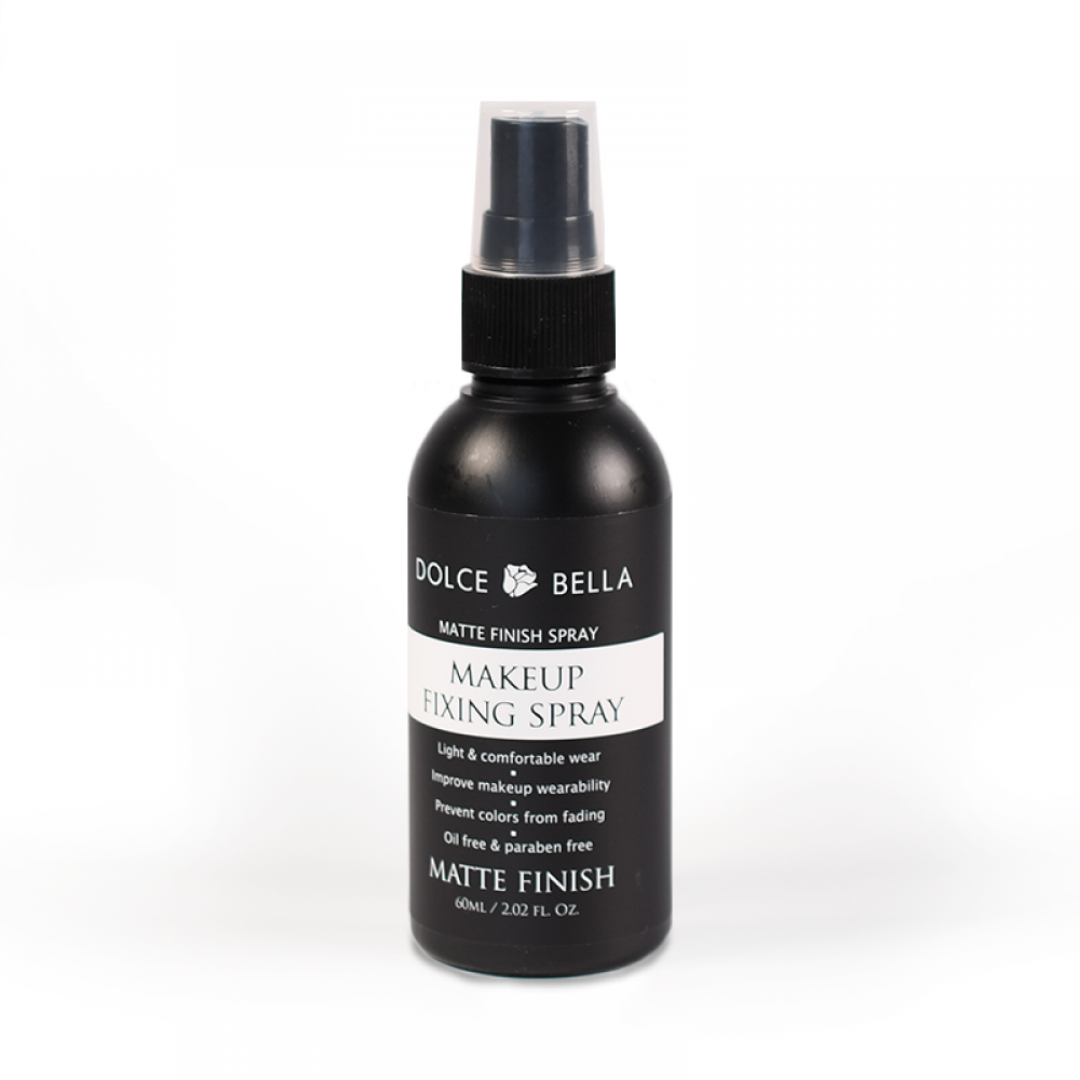 DOLCE BELLA
MATTE FINISH SPRAY
MAKEUP
FIXING SPRAY
Light & comfortable wear
Improve makeup wearability
Prevent colors from fading
Oil free & paraben free
MATTE FINISH
60ML / 2.02 FL. OZ.